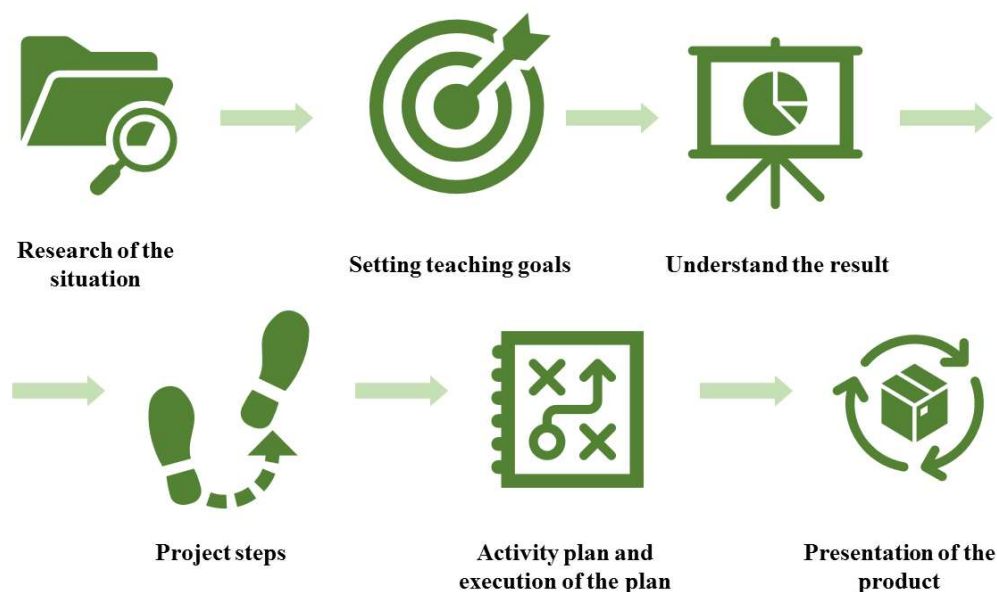 Research of the
situation
Setting teaching goals
Understand the result
Project steps
Activity plan and
execution of the plan
Presentation of the
product